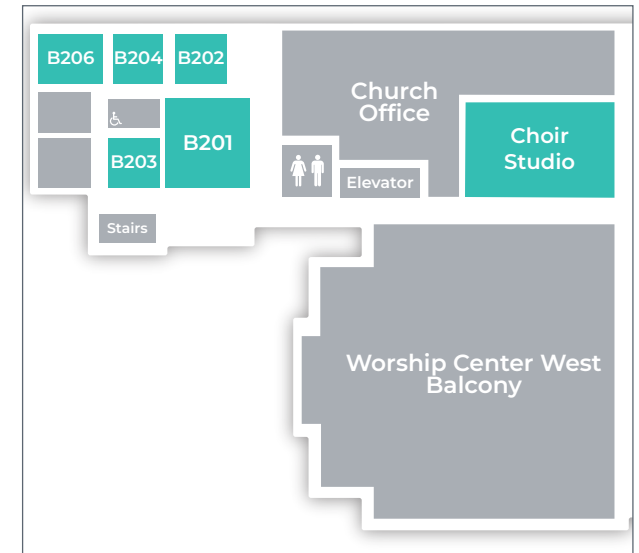 B206
B204
B202
B203
B201
Stairs
Church
Office
Elevator
Choir
Studio
Worship Center West
Balcony